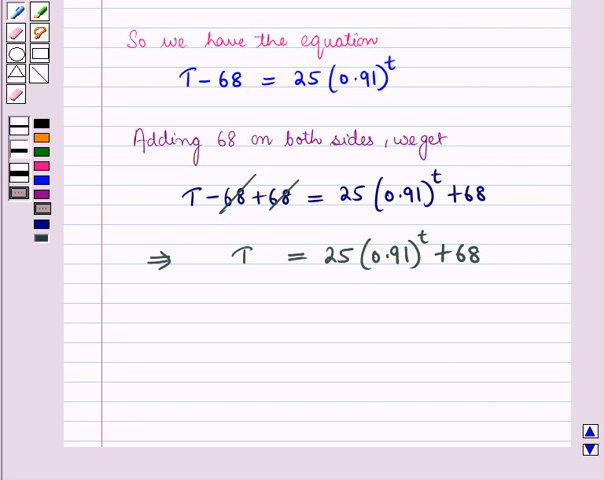 So we have the equation
T - 68 = 25(0.91)^t
Adding 68 on both sides, we get
T - 68 + 68 = 25(0.91)^t + 68
⇒ T = 25(0.91)^t + 68